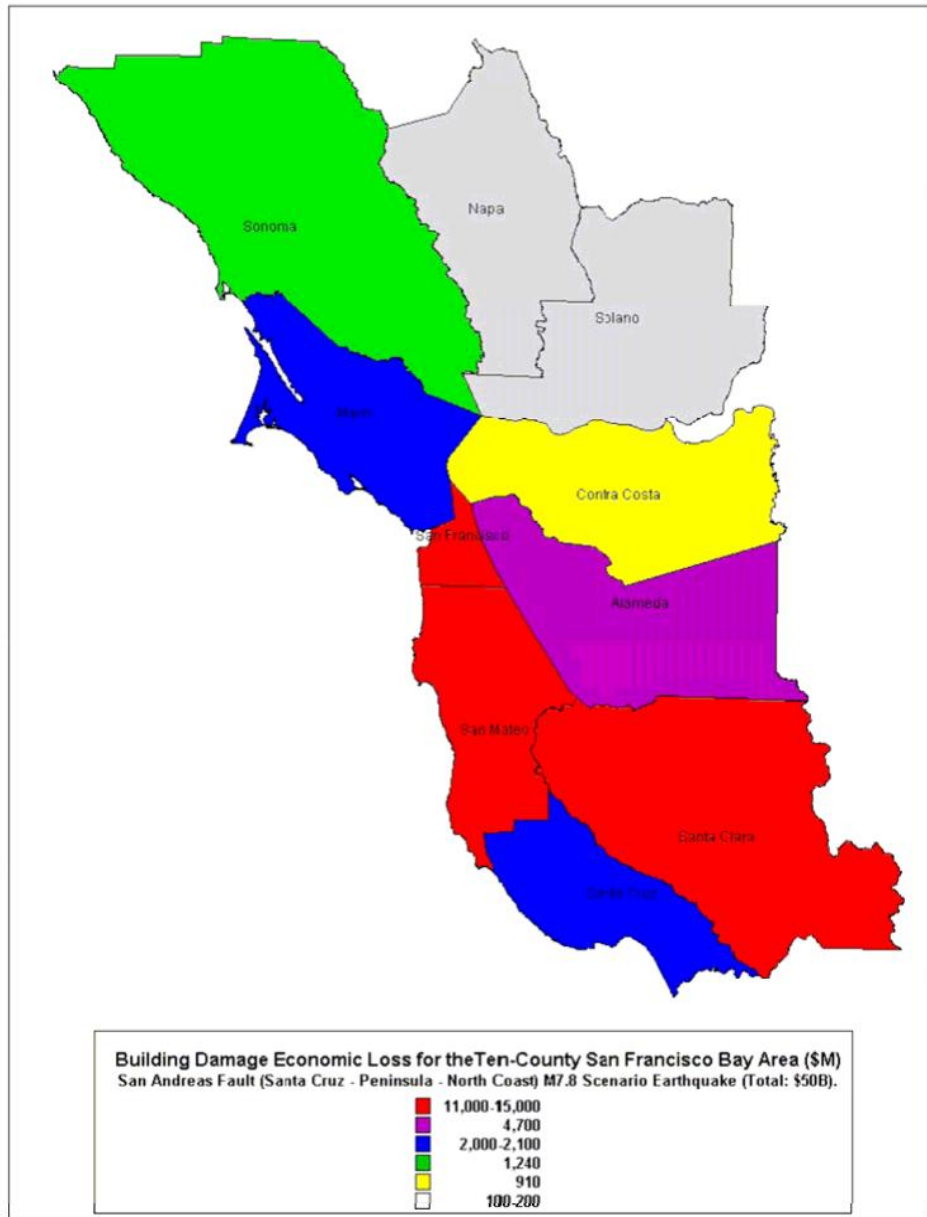 Napa
Sonoma
Solano
Marin
Contra Costa
San Francisco
Alameda
San Mateo
Santa Clara
Santa Cruz
Building Damage Economic Loss for theTen-County San Francisco Bay Area ($M)
San Andreas Fault (Santa Cruz - Peninsula - North Coast) M7.8 Scenario Earthquake (Total: $50B).
11,000-15,000
4,700
2,000-2,100
1,240
910
100-200